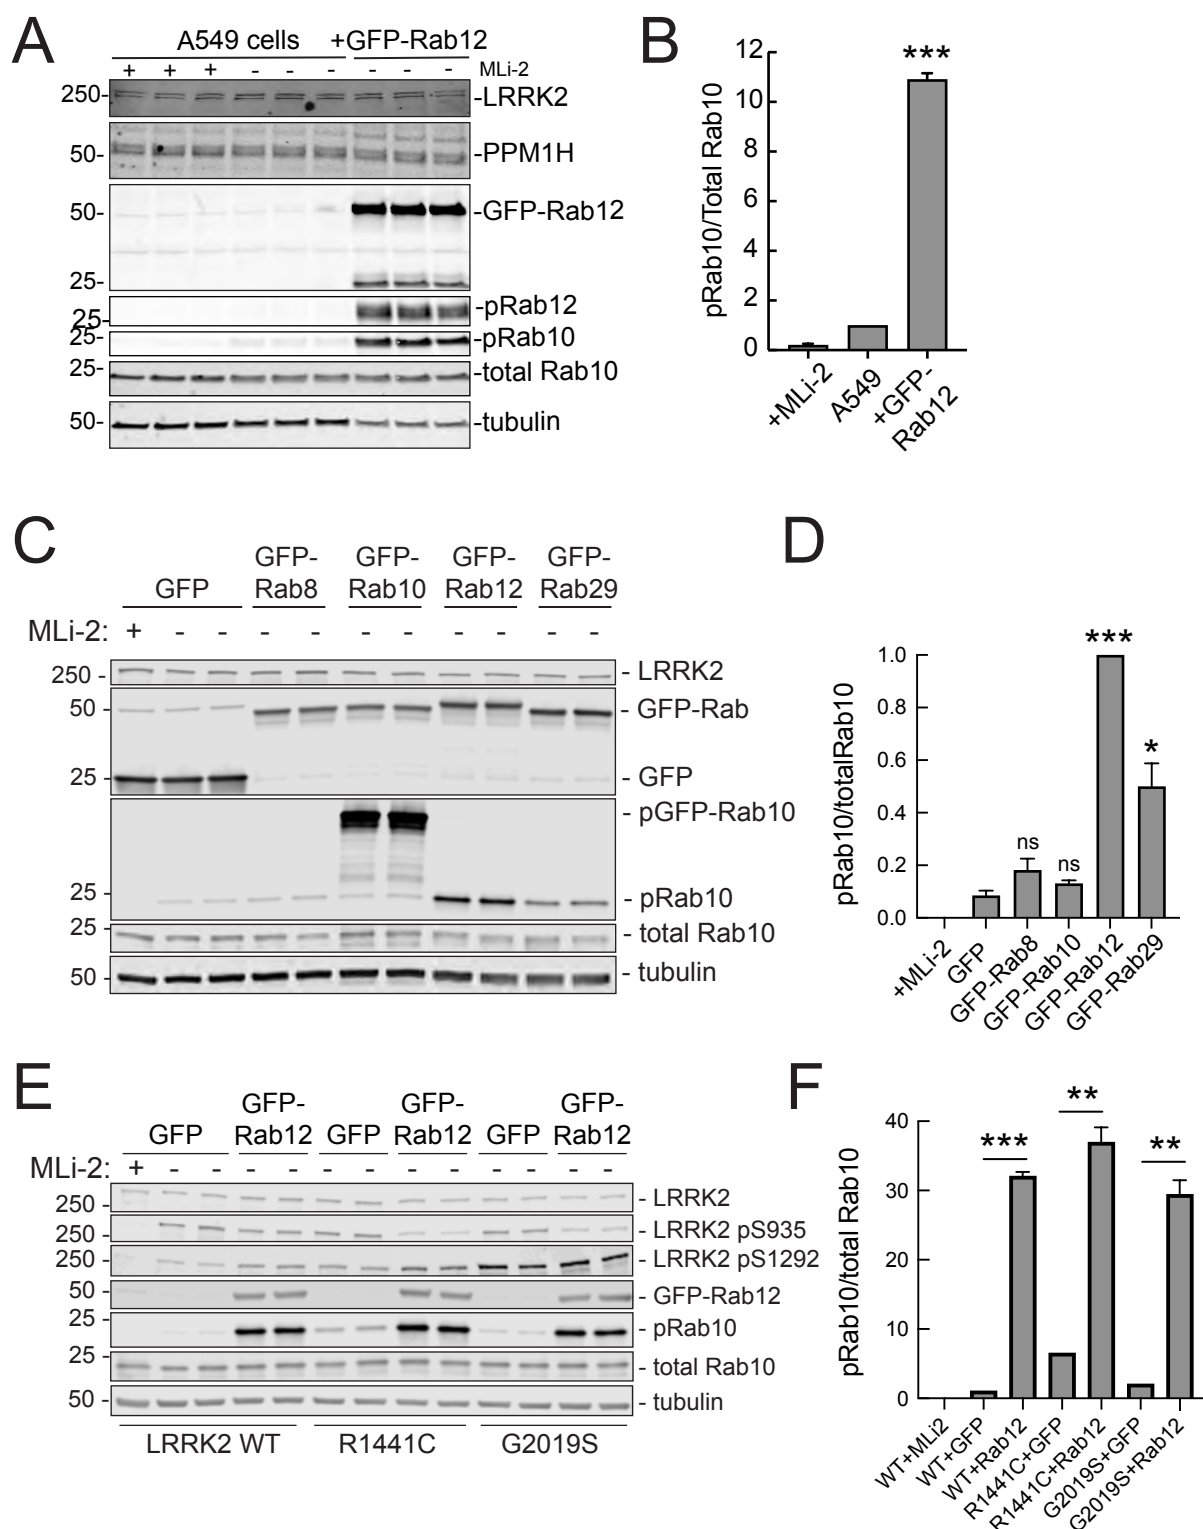 A
A549 cells +GFP-Rab12
+ + + - - - - - - MLi-2
250- -LRRK2
50- -PPM1H
50- -GFP-Rab12
25-
25- -pRab12
25- -pRab10
25- -total Rab10
50- -tubulin
B
***
pRab10/Total Rab10
12
10
8
6
4
2
0
+MLi-2
A549
+GFP-
Rab12
C
GFP
GFP-
Rab8
GFP-
Rab10
GFP-
Rab12
GFP-
Rab29
MLi-2: + - - - - - - - - - -
250 - - LRRK2
50 - - GFP-Rab
25 - - GFP
- pGFP-Rab10
25 - - pRab10
25 - - total Rab10
50 - - tubulin
D
pRab10/totalRab10
1.0
0.8
0.6
0.4
0.2
0.0
ns
ns
***
*
+MLi-2
GFP
GFP-Rab8
GFP-Rab10
GFP-Rab12
GFP-Rab29
E
GFP
GFP-
Rab12
GFP
GFP-
Rab12
GFP
GFP-
Rab12
MLi-2: + - - - - - - - - - - - -
250 - - LRRK2
250 - - LRRK2 pS935
250 - - LRRK2 pS1292
50 - - GFP-Rab12
25 - - pRab10
25 - - total Rab10
50 - - tubulin
LRRK2 WT R1441C G2019S
F
pRab10/total Rab10
40
30
20
10
0
***
**
**
WT+MLi2
WT+GFP
WT+Rab12
R1441C+GFP
R1441C+Rab12
G2019S+GFP
G2019S+Rab12